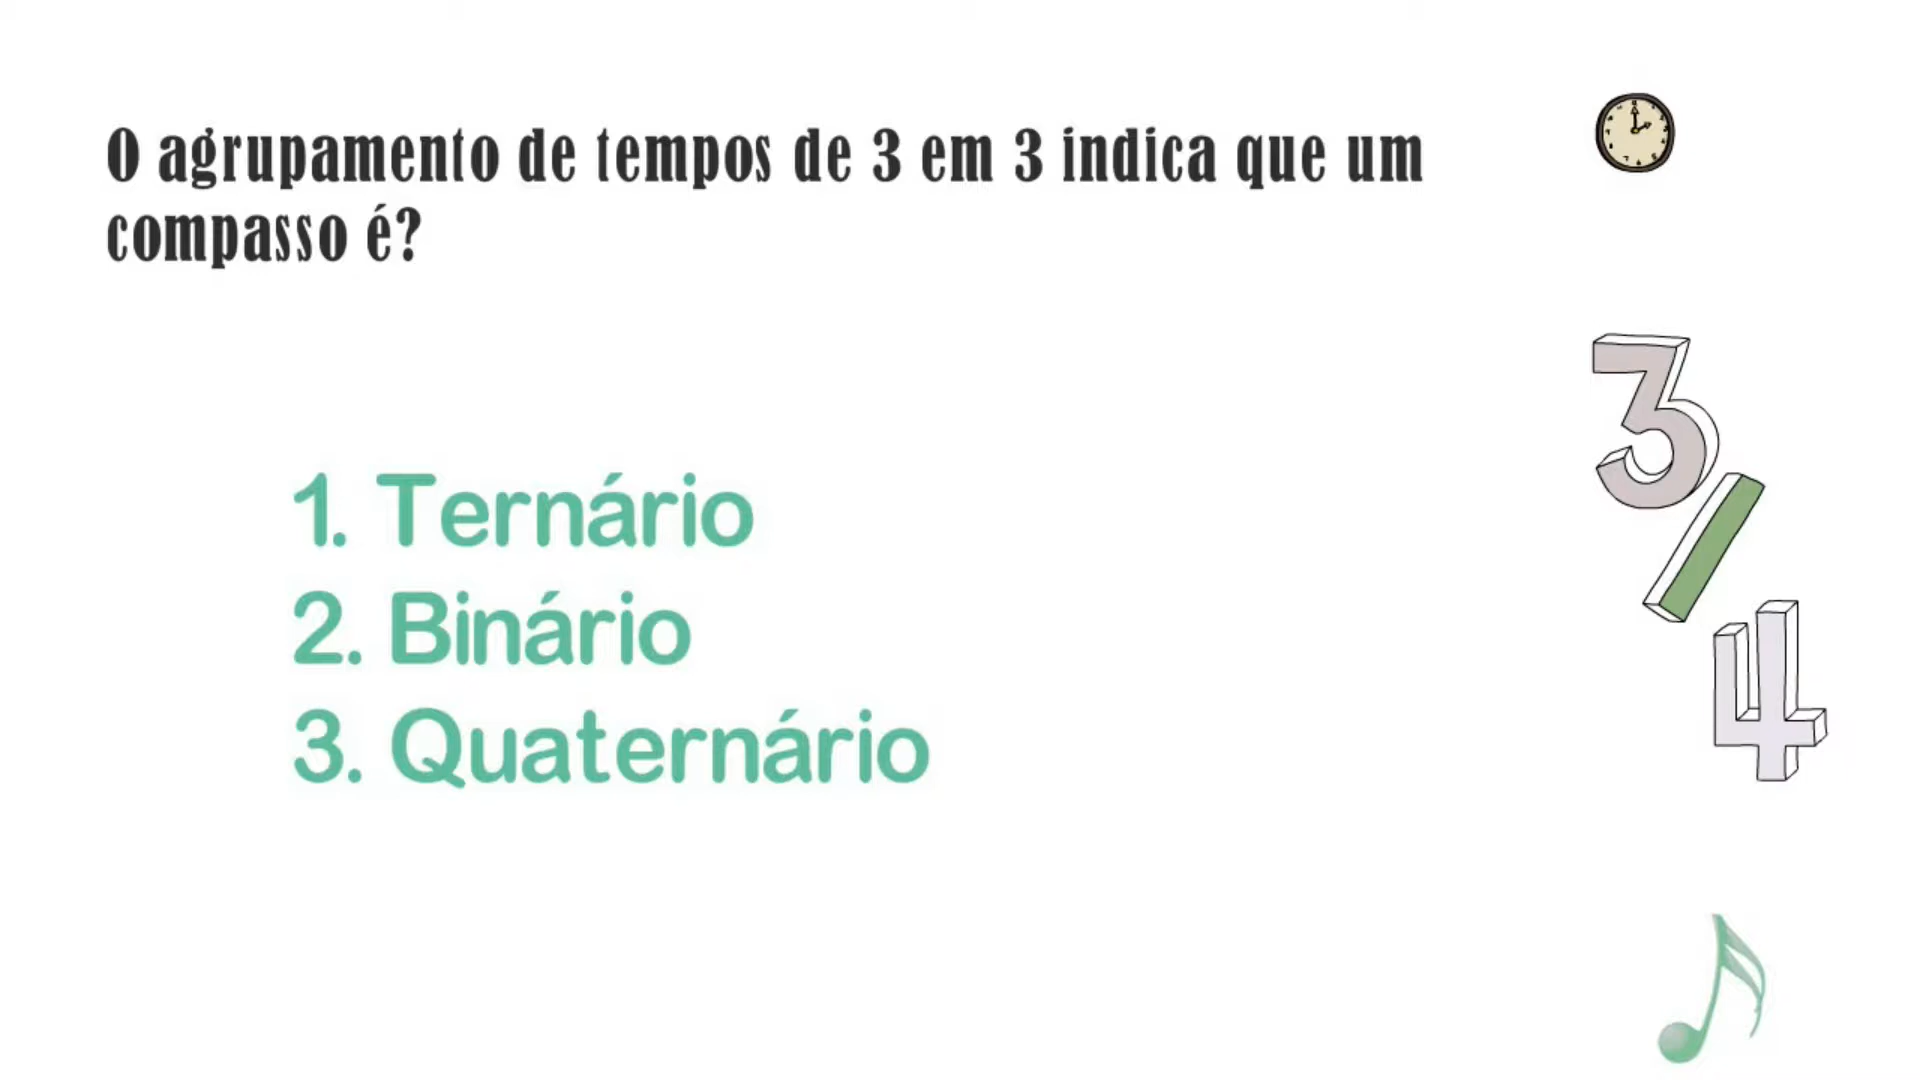 O agrupamento de tempos de 3 em 3 indica que um
compasso é?
1. Ternário
2. Binário
3. Quaternário
3/4